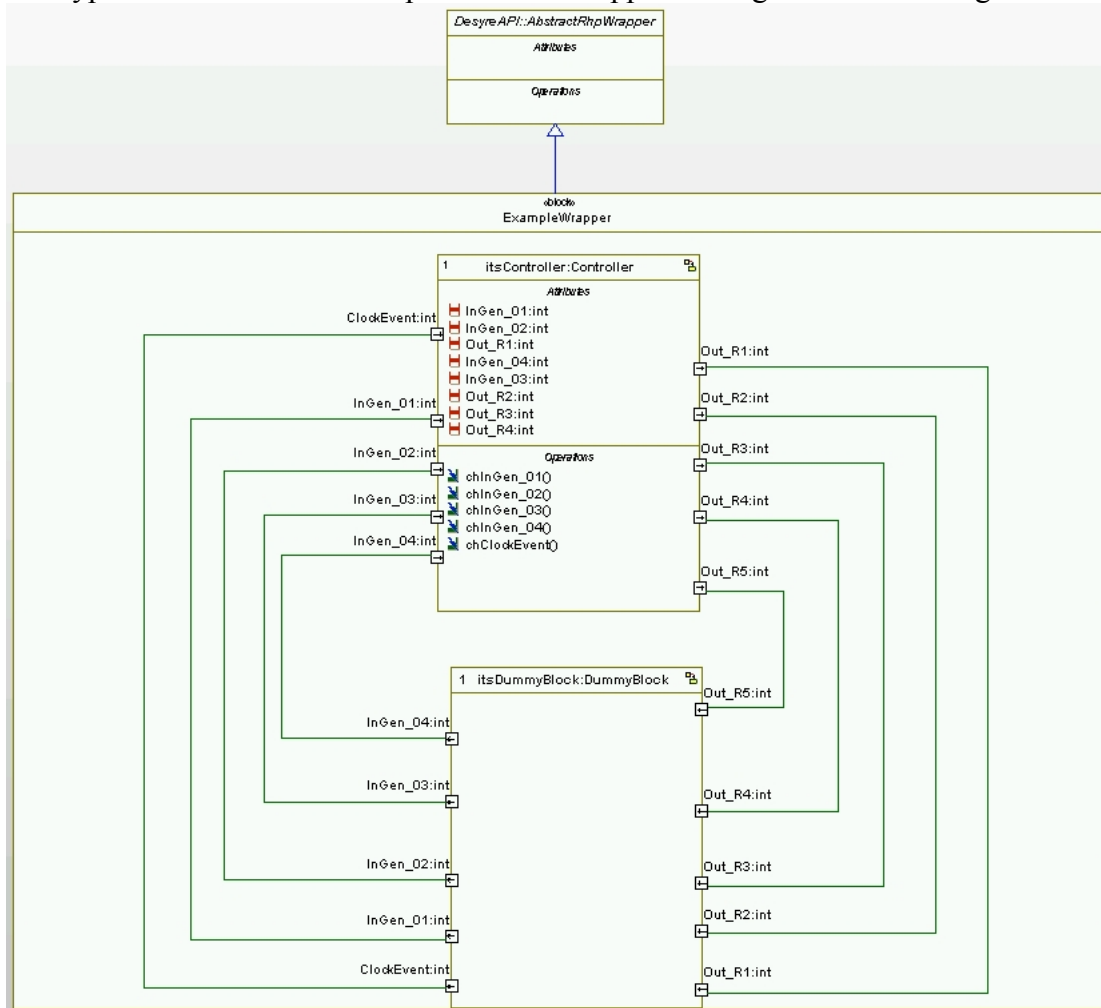 DesyreAPI::AbstractRhpWrapper
Attributes
Operations
«block»
ExampleWrapper
1 itsController:Controller
Attributes
InGen_01:int
InGen_02:int
Out_R1:int
InGen_04:int
InGen_03:int
Out_R2:int
Out_R3:int
Out_R4:int
Operations
chInGen_01()
chInGen_02()
chInGen_03()
chInGen_04()
chClockEvent()
ClockEvent:int
InGen_01:int
InGen_02:int
InGen_03:int
InGen_04:int
Out_R1:int
Out_R2:int
Out_R3:int
Out_R4:int
Out_R5:int
1 itsDummyBlock:DummyBlock
InGen_04:int
InGen_03:int
InGen_02:int
InGen_01:int
ClockEvent:int
Out_R5:int
Out_R4:int
Out_R3:int
Out_R2:int
Out_R1:int